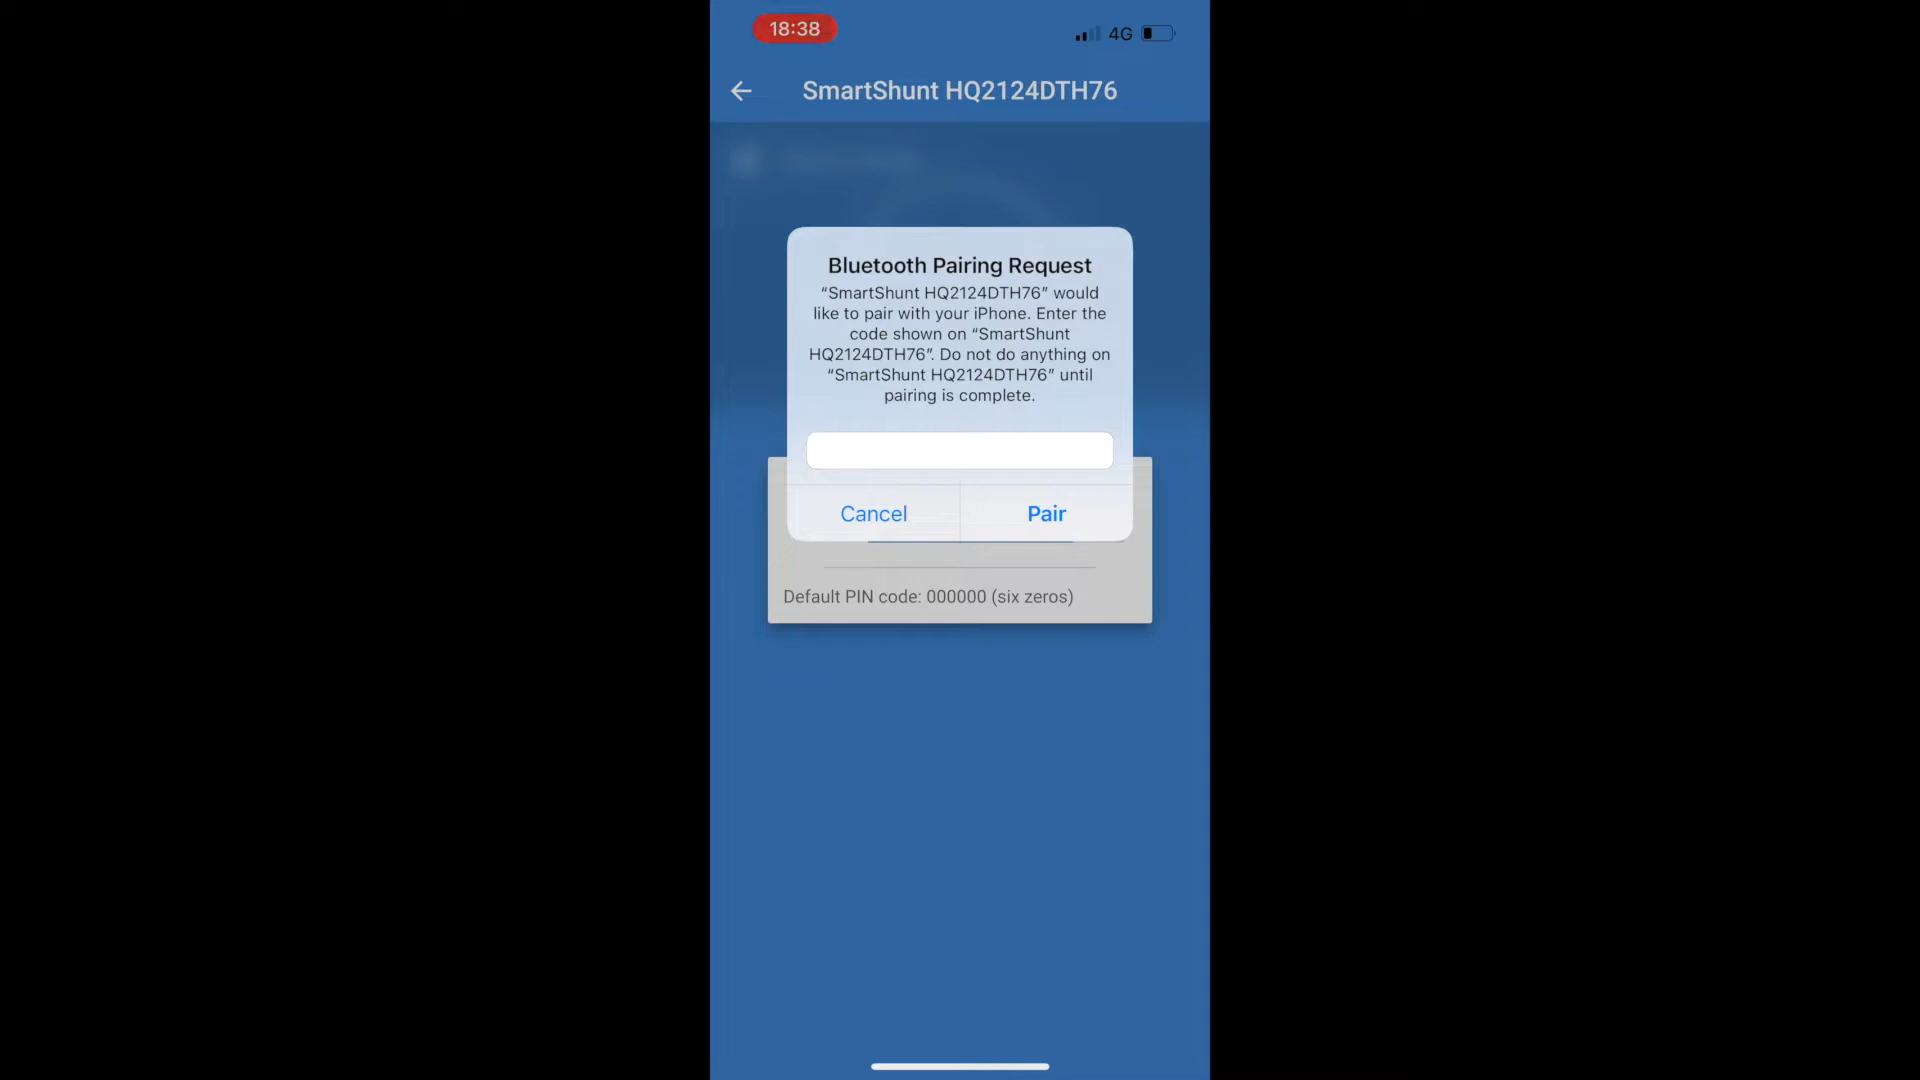 18:38
4G
SmartShunt HQ2124DTH76
Bluetooth Pairing Request
“SmartShunt HQ2124DTH76” would
like to pair with your iPhone. Enter the
code shown on “SmartShunt
HQ2124DTH76”. Do not do anything on
“SmartShunt HQ2124DTH76” until
pairing is complete.
Cancel
Pair
Default PIN code: 000000 (six zeros)